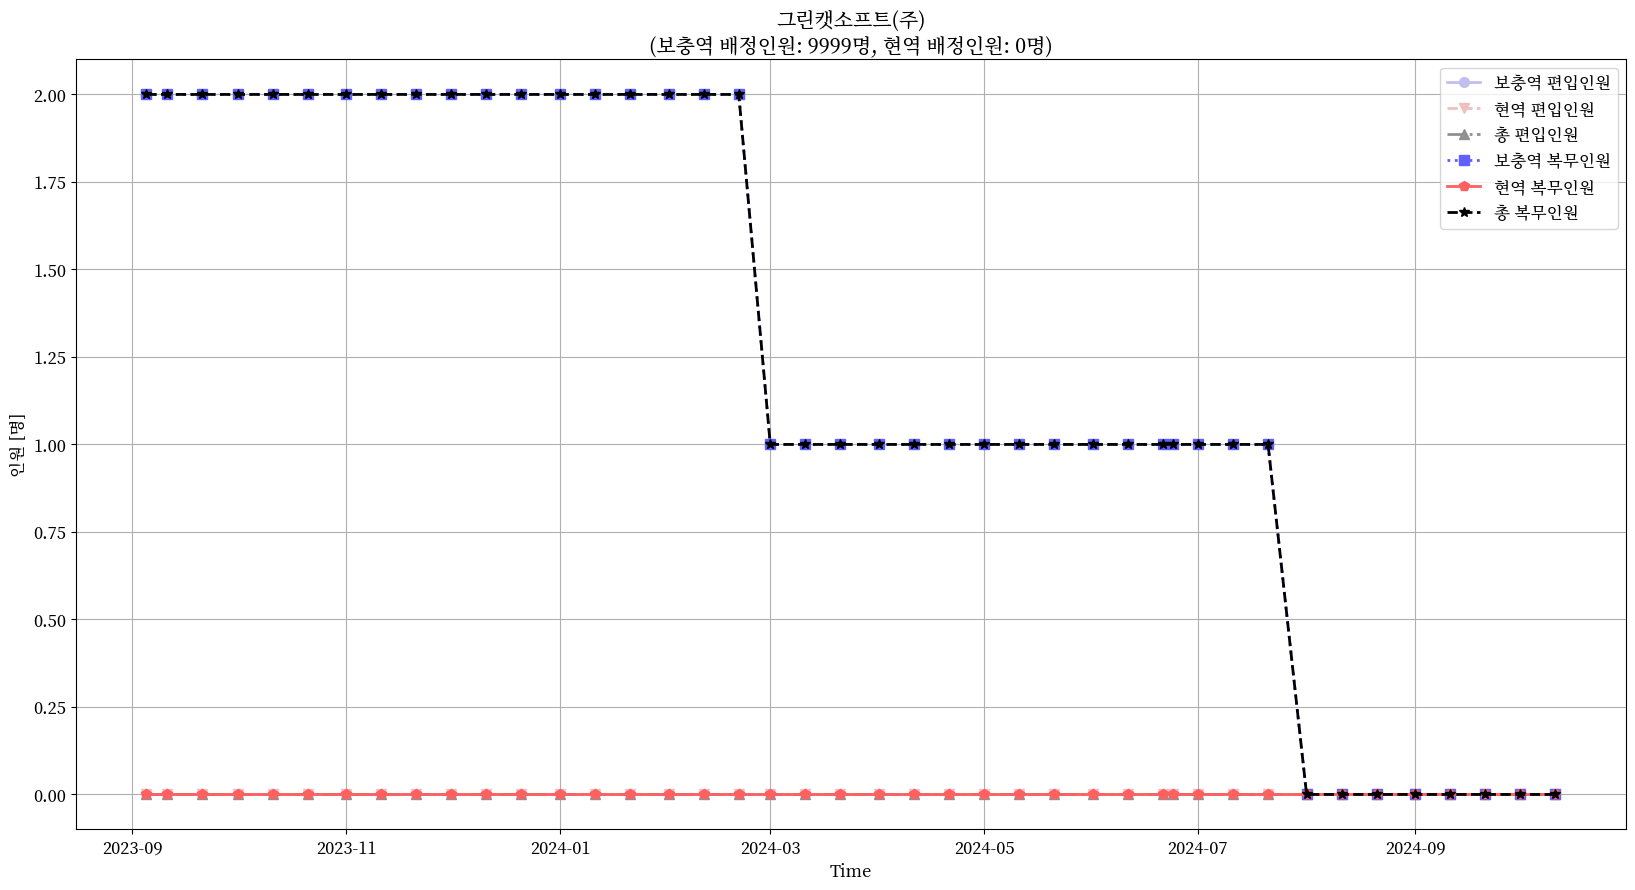 그린캣소프트(주)
(보충역 배정인원: 9999명, 현역 배정인원: 0명)
보충역 편입인원
현역 편입인원
총 편입인원
보충역 복무인원
현역 복무인원
총 복무인원
2.00
1.75
1.50
1.25
1.00
0.75
0.50
0.25
0.00
인원 [명]
2023-09
2023-11
2024-01
2024-03
2024-05
2024-07
2024-09
Time